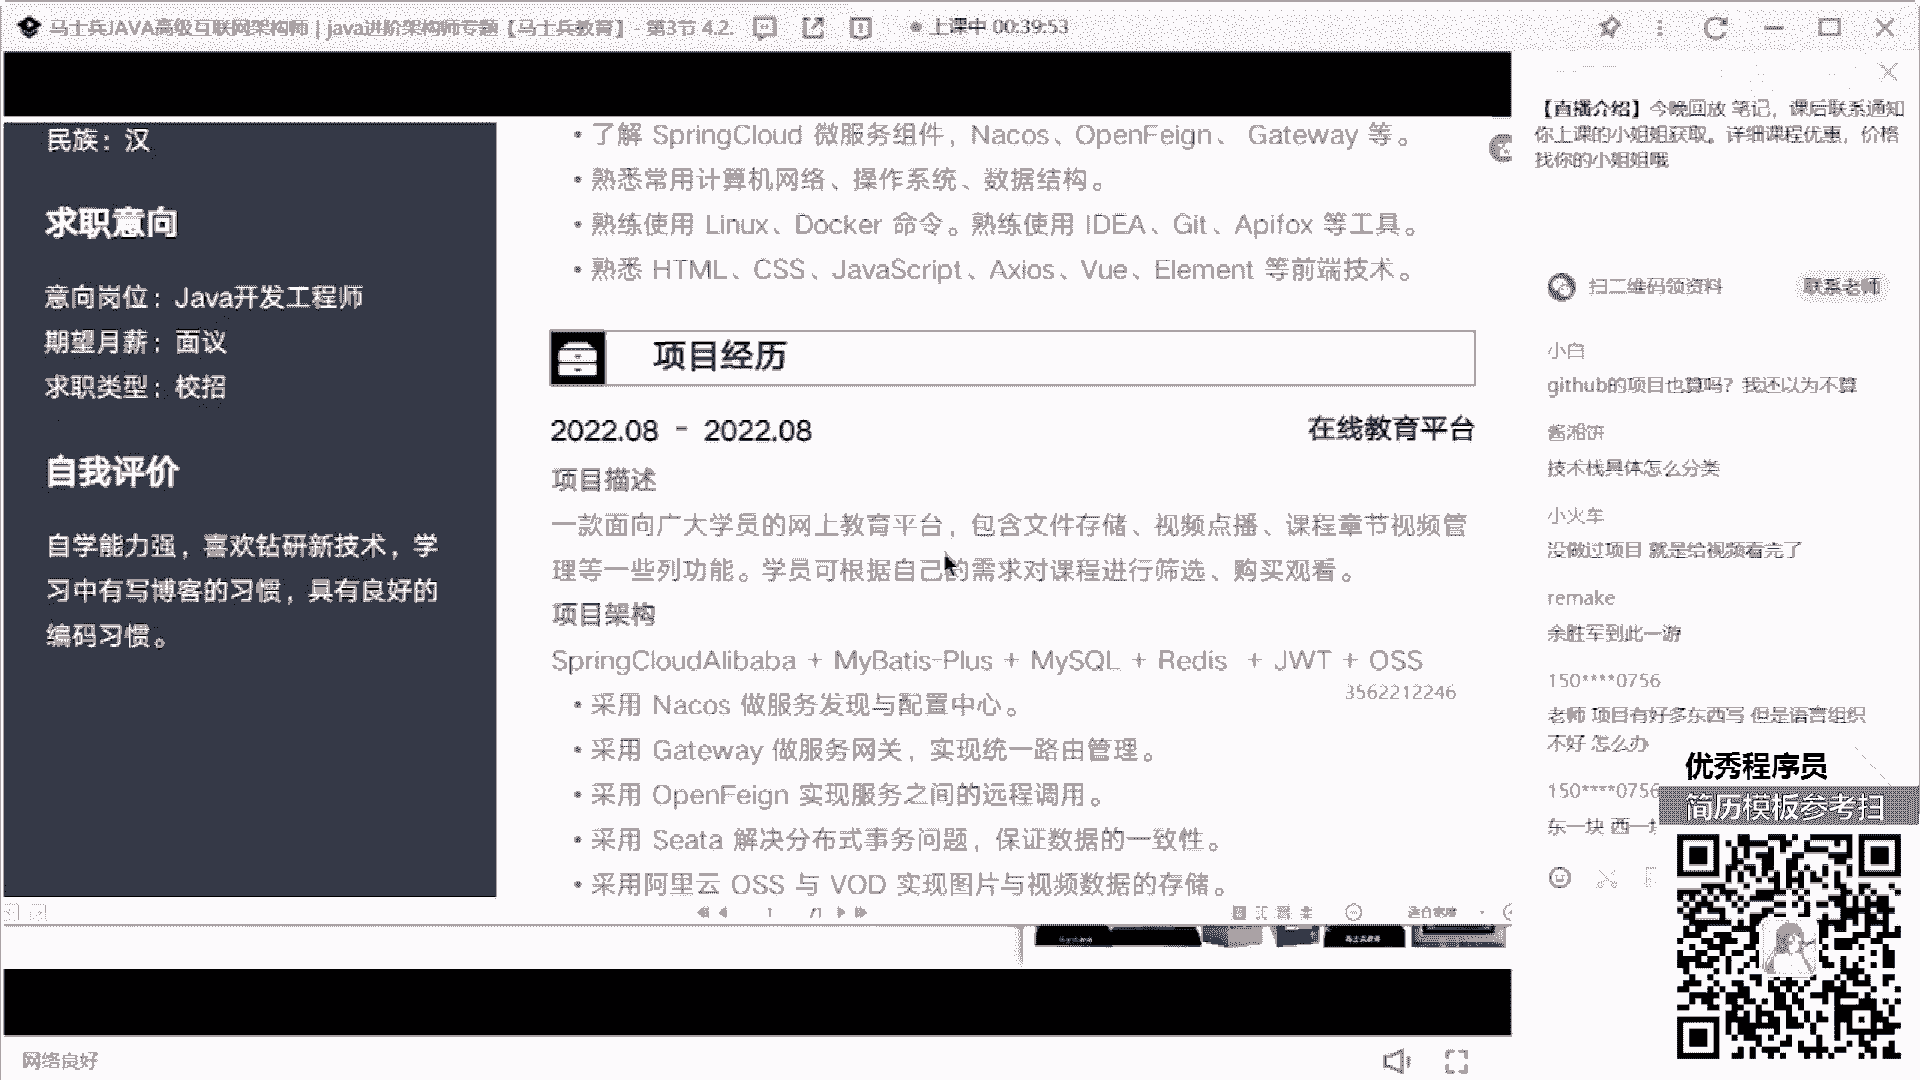 马士兵JAVA高级互联网架构师 | java进阶架构师专题【马士兵教育】- 第3节 4.2.
上课中 00:39:53
民族：汉
求职意向
意向岗位：Java开发工程师
期望月薪：面议
求职类型：校招
自我评价
自学能力强，喜欢钻研新技术，学
习中有写博客的习惯，具有良好的
编码习惯。
• 了解 SpringCloud 微服务组件，Nacos、OpenFeign、 Gateway 等。
• 熟悉常用计算机网络、操作系统、数据结构。
• 熟练使用 Linux、Docker 命令。熟练使用 IDEA、Git、Apifox 等工具。
• 熟悉 HTML、CSS、JavaScript、Axios、Vue、Element 等前端技术。
项目经历
2022.08 - 2022.08
在线教育平台
项目描述
一款面向广大学员的网上教育平台，包含文件存储、视频点播、课程章节视频管
理等一些列功能。学员可根据自己的需求对课程进行筛选、购买观看。
项目架构
SpringCloudAlibaba + MyBatis-Plus + MySQL + Redis + JWT + OSS
3562212246
• 采用 Nacos 做服务发现与配置中心。
• 采用 Gateway 做服务网关，实现统一路由管理。
• 采用 OpenFeign 实现服务之间的远程调用。
• 采用 Seata 解决分布式事务问题，保证数据的一致性。
• 采用阿里云 OSS 与 VOD 实现图片与视频数据的存储。
网络良好
【直播介绍】今晚回放 笔记，课后联系通知
你上课的小姐姐获取。详细课程优惠，价格
找你的小姐姐哦
扫二维码领资料
联系老师
小白
github的项目也算吗？我还以为不算
酱湘饼
技术栈具体怎么分类
小火车
没做过项目 就是给视频看完了
remake
余胜军到此一游
150****0756
老师 项目有好多东西写 但是语言组织
不好 怎么办
150****0756
东一块 西一
优秀程序员
简历模板参考扫